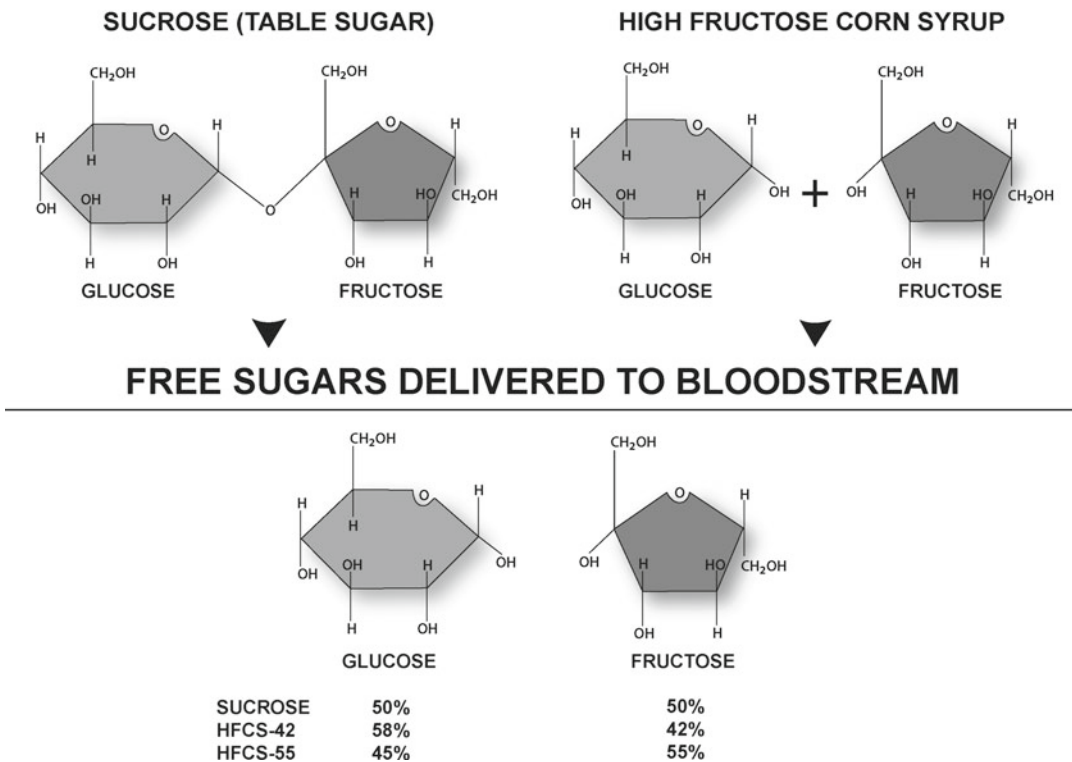 SUCROSE (TABLE SUGAR)
HIGH FRUCTOSE CORN SYRUP
CH₂OH
CH₂OH
CH₂OH
CH₂OH
O
O
O
O
H
H
H
H
H
H
H
H
OH
OH
H
H
HO
CH₂OH
OH
OH
OH
H
H
HO
CH₂OH
OH
O
+
OH
H
OH
OH
H
H
OH
OH
H
GLUCOSE
FRUCTOSE
GLUCOSE
FRUCTOSE
FREE SUGARS DELIVERED TO BLOODSTREAM
CH₂OH
CH₂OH
H
O
H
O
H
H
OH
OH
H
OH
OH
H
HO
CH₂OH
H
OH
OH
H
GLUCOSE
FRUCTOSE
SUCROSE 50% 50%
HFCS-42 58% 42%
HFCS-55 45% 55%